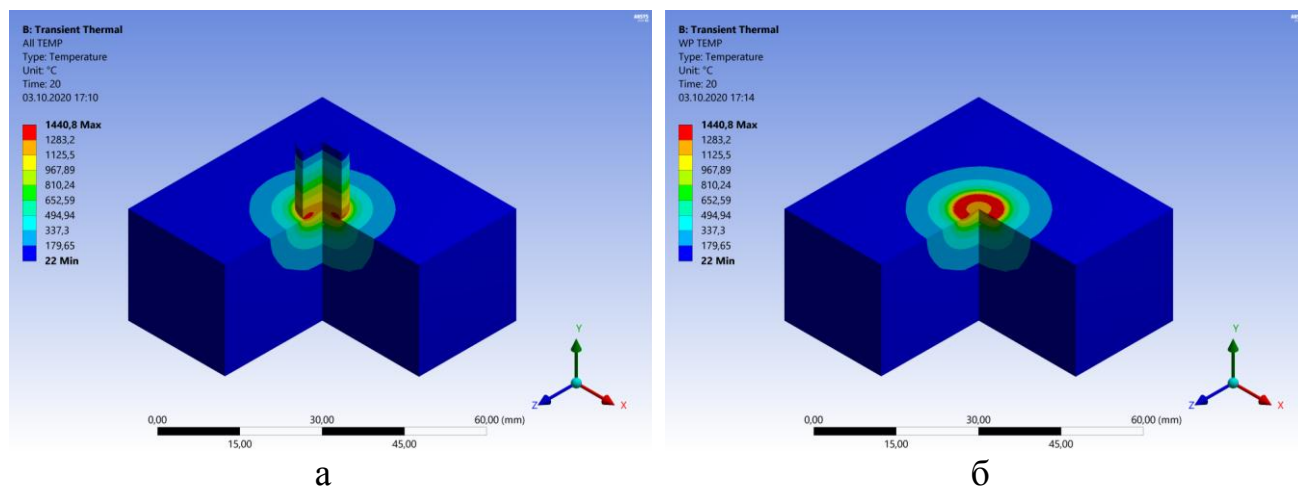 B: Transient Thermal
All TEMP
Type: Temperature
Unit: °C
Time: 20
03.10.2020 17:10
1440,8 Max
1283,2
1125,5
967,89
810,24
652,59
494,94
337,3
179,65
22 Min
ANSYS
Y
Z
X
0,00
30,00
60,00 (mm)
15,00
45,00
а
B: Transient Thermal
WP TEMP
Type: Temperature
Unit: °C
Time: 20
03.10.2020 17:14
1440,8 Max
1283,2
1125,5
967,89
810,24
652,59
494,94
337,3
179,65
22 Min
ANSYS
Y
Z
X
0,00
30,00
60,00 (mm)
15,00
45,00
б